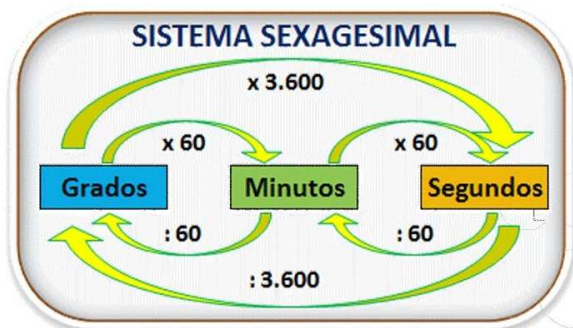 SISTEMA SEXAGESIMAL
x 3.600
x 60
x 60
Grados
Minutos
Segundos
: 60
: 60
: 3.600